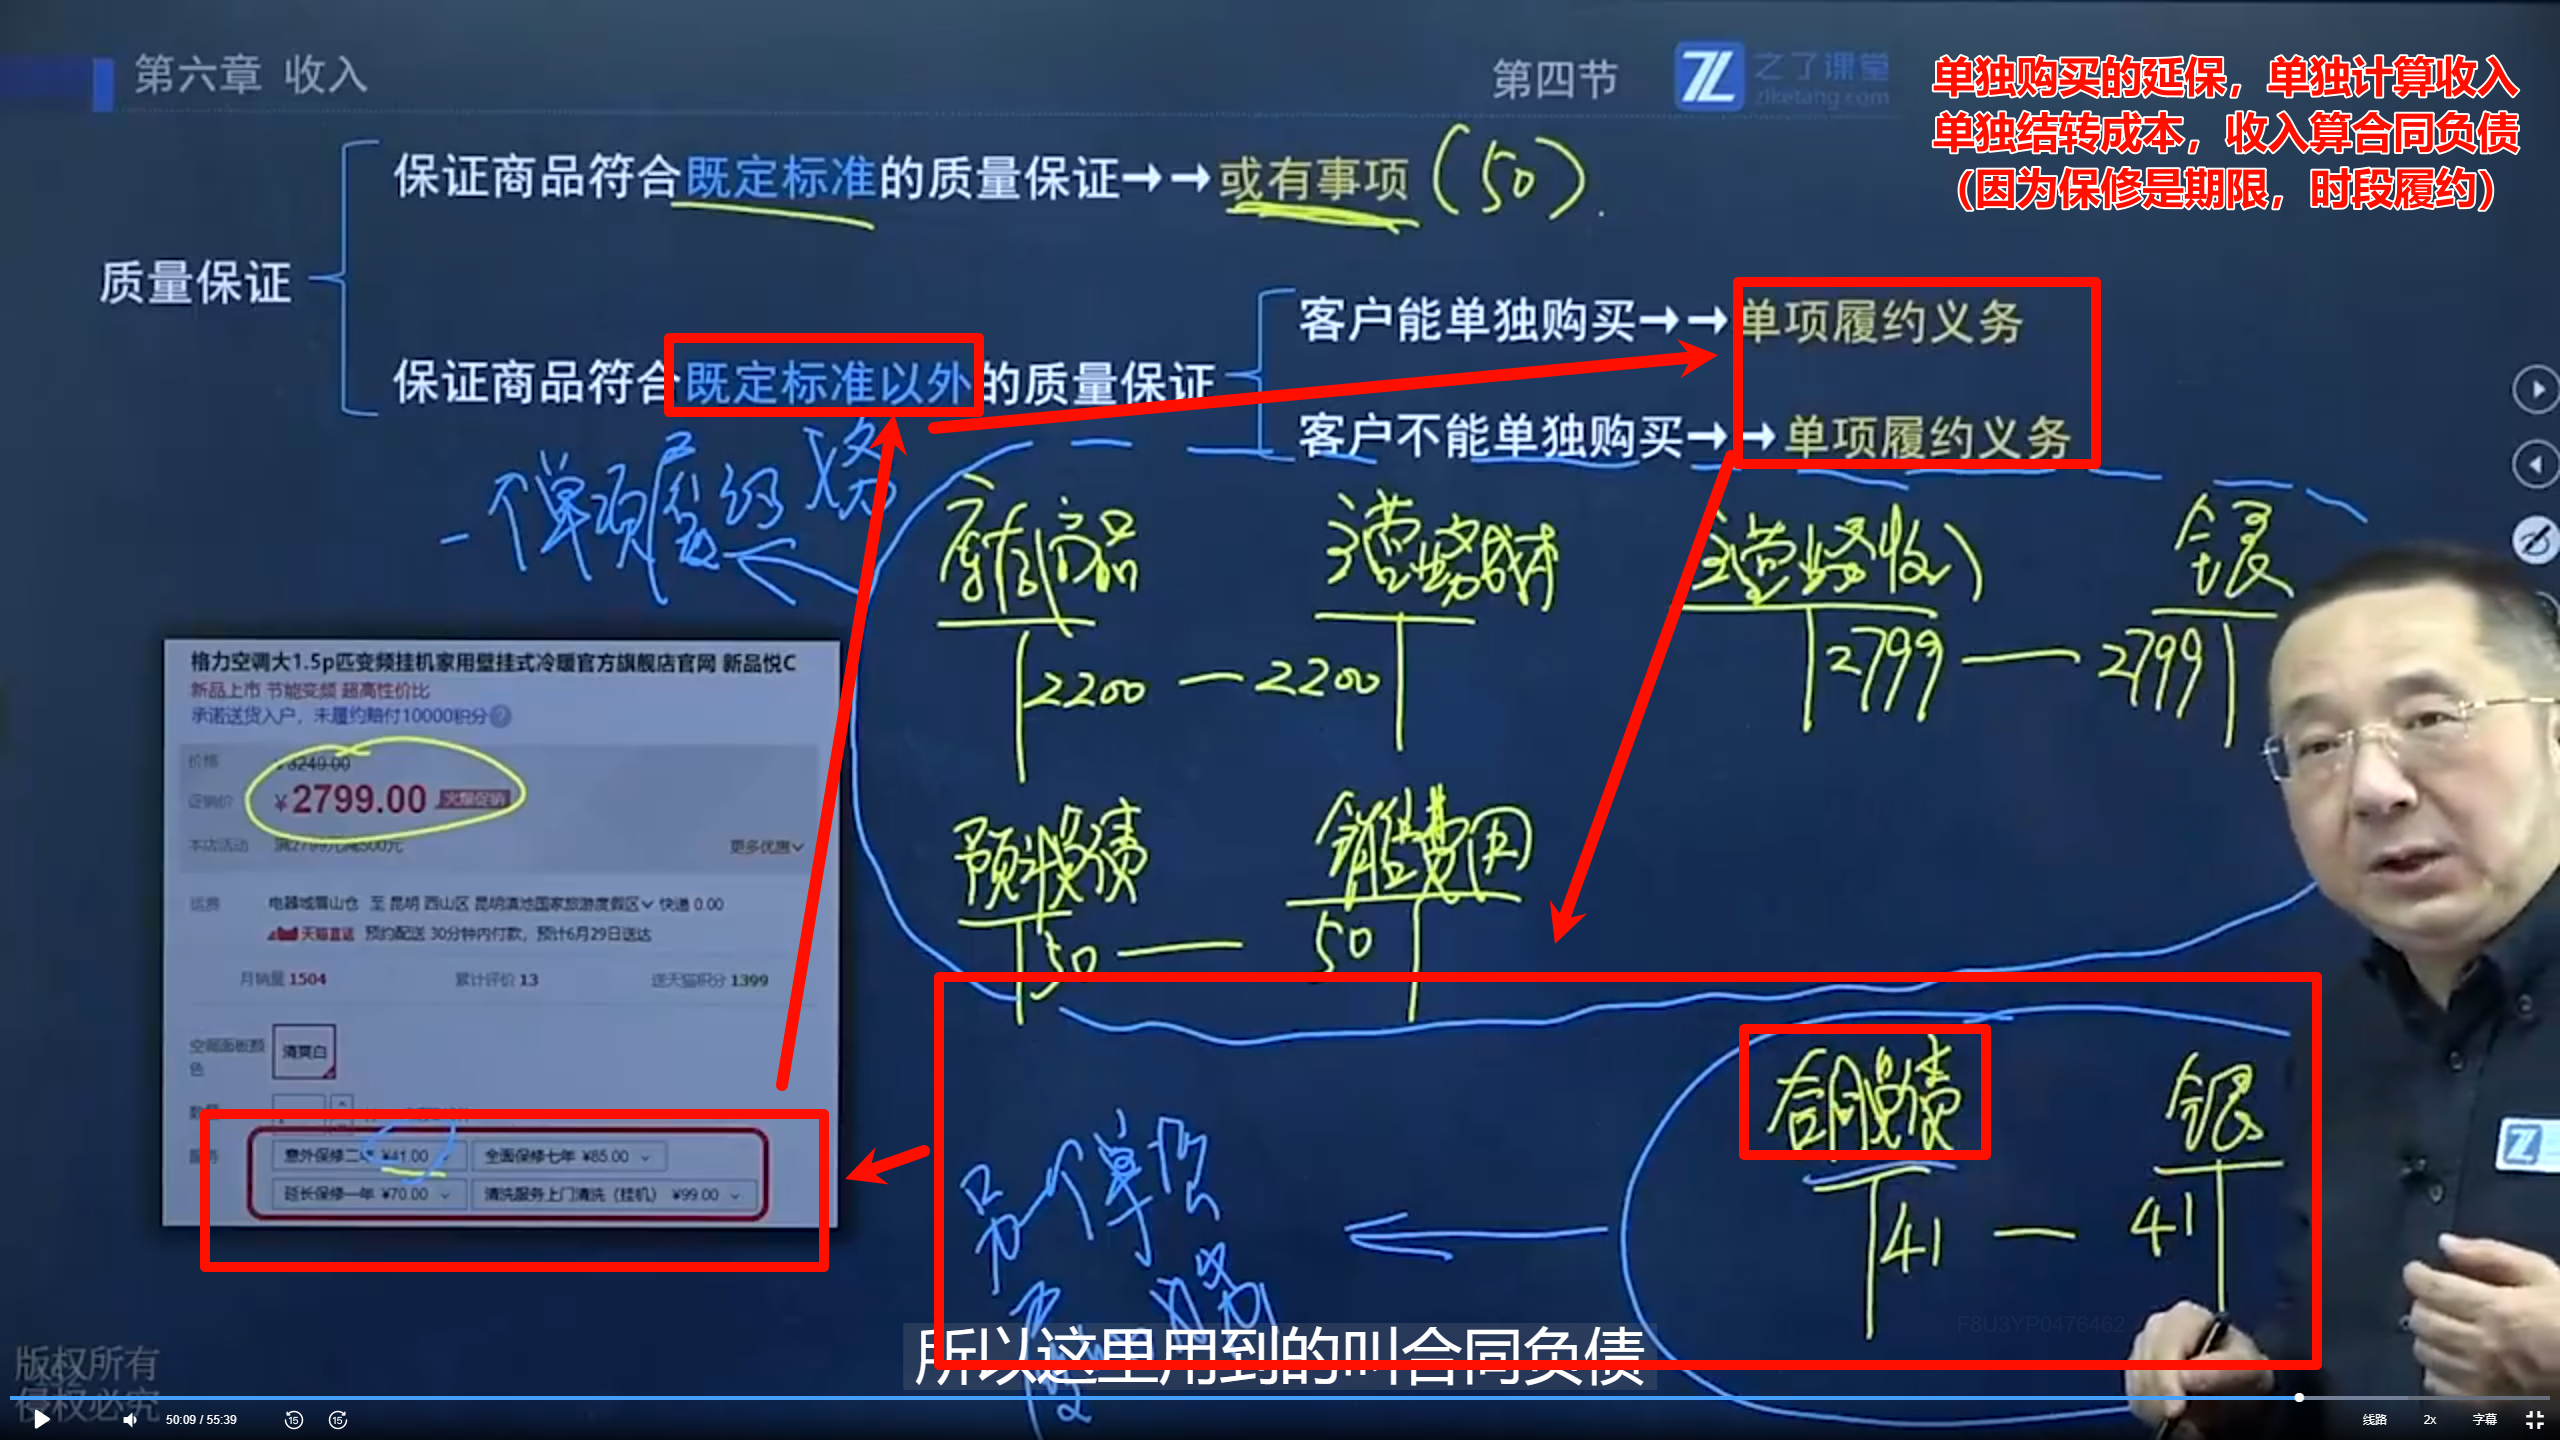 第六章 收入
第四节
之了课堂
zlketang.com
单独购买的延保，单独计算收入
单独结转成本，收入算合同负债
（因为保修是期限，时段履约）
保证商品符合既定标准的质量保证→→或有事项（50）
质量保证
客户能单独购买→→单项履约义务
保证商品符合既定标准以外的质量保证
客户不能单独购买→→单项履约义务
一个单项履约义务
库存商品
主营业务成本
主营业务收入
银
2200 — 2200
2799 — 2799
预计负债
销售费用
50 — 50
格力空调大1.5p匹变频挂机家用壁挂式冷暖官方旗舰店官网 新品悦C
新品上市 节能变频 超高性价比
承诺送货入户，未履约赔付10000积分
价格 3249.00
促销价 ¥2799.00 火爆促销
本店活动 满2799元减500元 更多优惠
运费 电器城眉山仓 至 昆明 西山区 昆明滇池国家旅游度假区 快递 0.00
天猫直送 预约配送 30分钟内付款，预计6月29日送达
月销量 1504 累计评价 13 送天猫积分 1399
空调面板颜色 清爽白
数量
服务 意外保修二年 ¥41.00 全面保修七年 ¥85.00
延长保修一年 ¥70.00 清洗服务上门清洗（挂机） ¥99.00
合同负债
银
41 — 41
另一个单项
所以这里用到的叫合同负债
F8U3YP0476462
版权所有
侵权必究
50:09 / 55:39
15
15
线路
2x
字幕